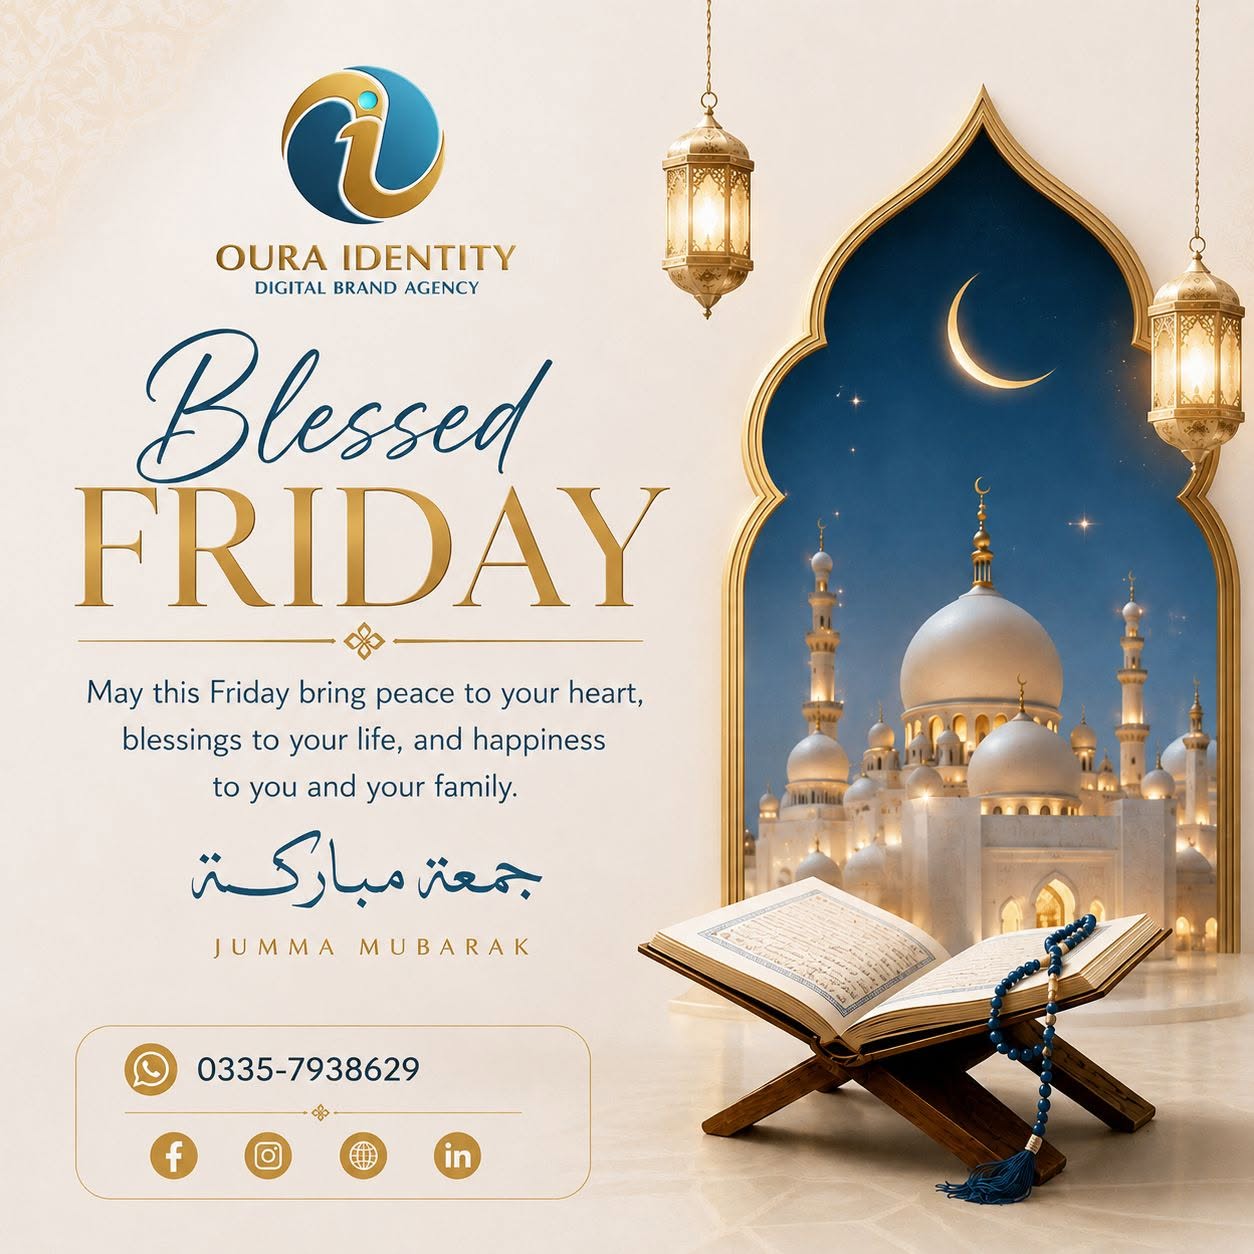 OURA IDENTITY
DIGITAL BRAND AGENCY
Blessed
FRIDAY
May this Friday bring peace to your heart,
blessings to your life, and happiness
to you and your family.
جمعة مباركة
JUMMA MUBARAK
0335-7938629